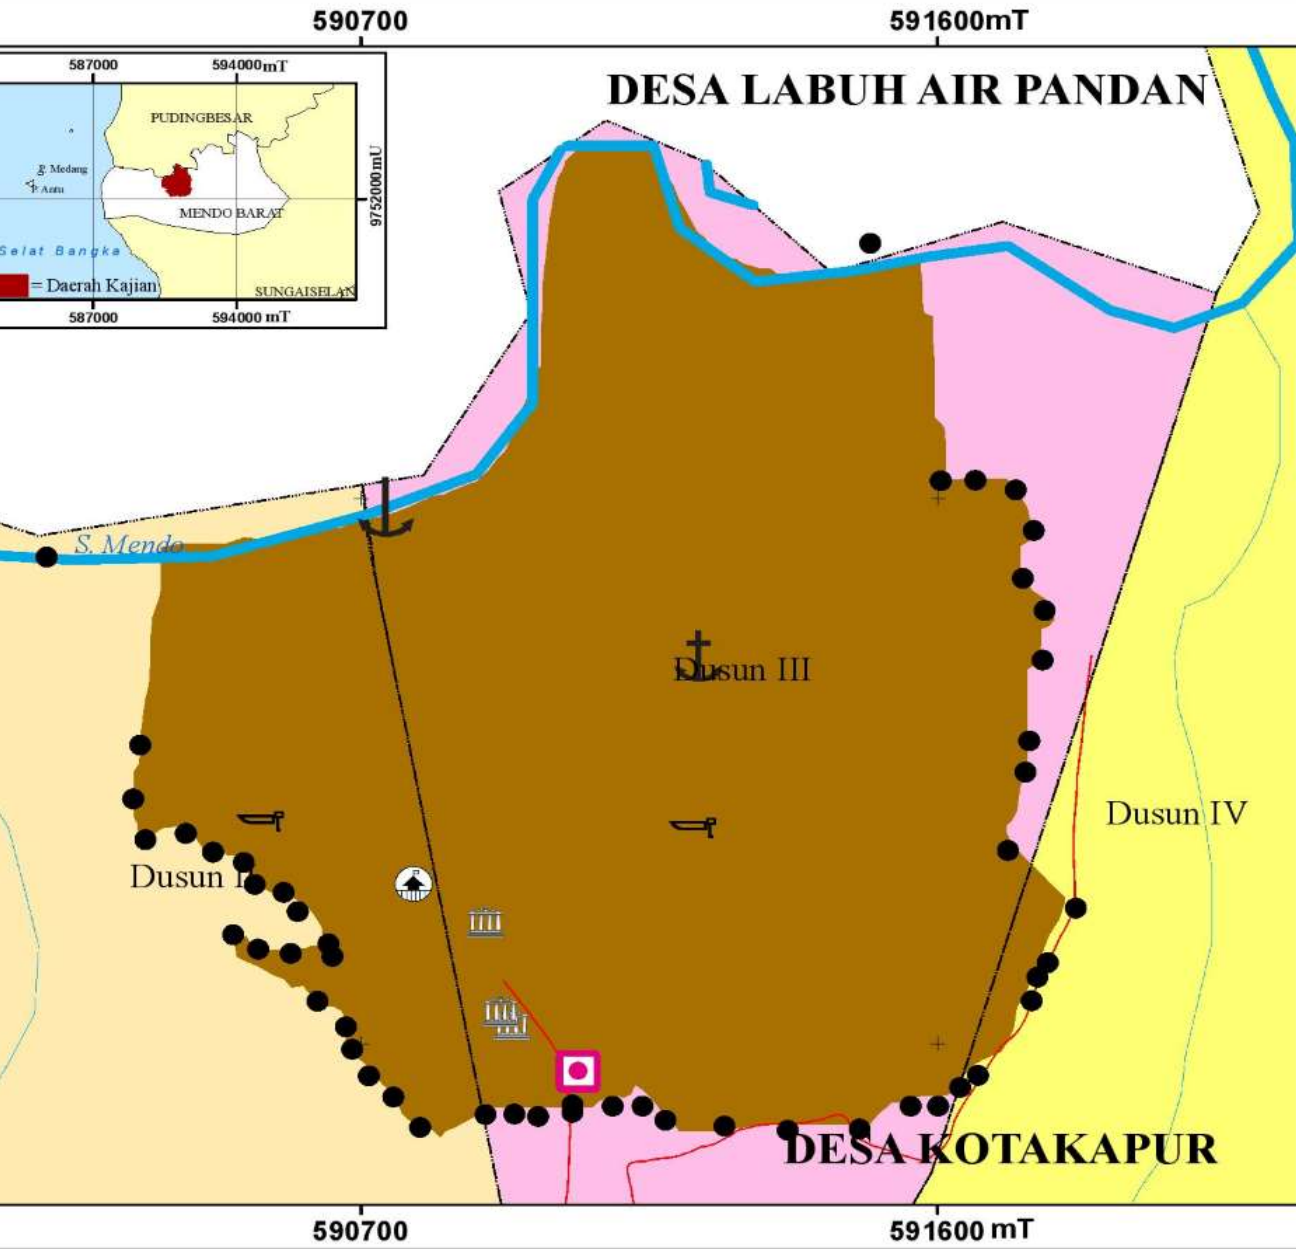 590700
591600mT
587000
594000mT
DESA LABUH AIR PANDAN
PUDINGBESAR
P. Medang
P. Antu
9752000mU
MENDO BARAT
Selat Bangka
= Daerah Kajian
SUNGAISELAN
587000
594000 mT
S. Mendo
Dusun III
Dusun IV
Dusun II
DESA KOTAKAPUR
590700
591600 mT